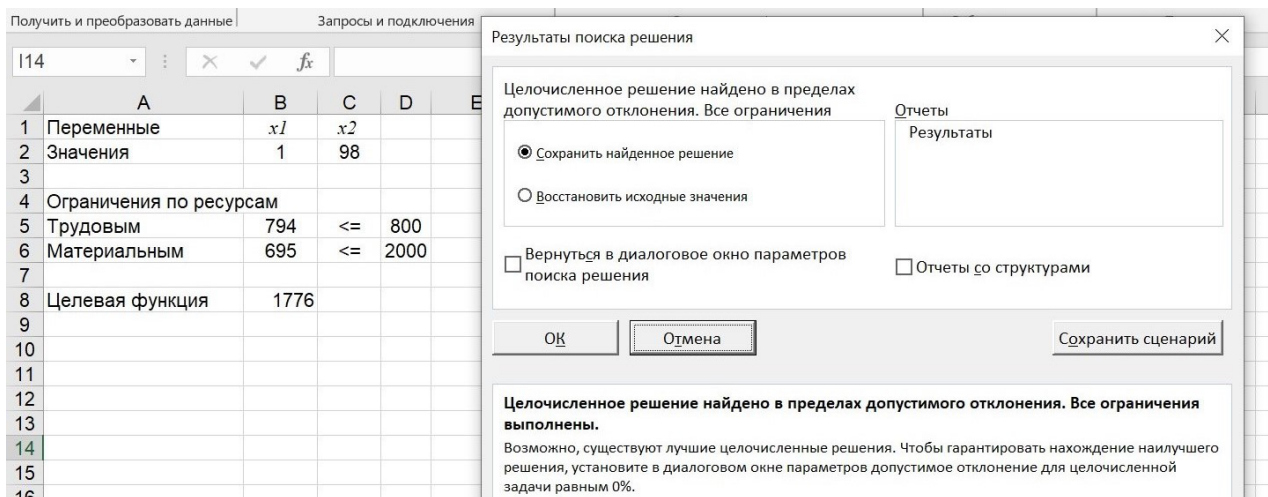 Получить и преобразовать данные Запросы и подключения
Результаты поиска решения
I14 fx
A B C D E
1 Переменные x1 x2
2 Значения 1 98
3
4 Ограничения по ресурсам
5 Трудовым 794 <= 800
6 Материальным 695 <= 2000
7
8 Целевая функция 1776
9
10
11
12
13
14
15
16
Целочисленное решение найдено в пределах
допустимого отклонения. Все ограничения
Отчеты
Результаты
Сохранить найденное решение
Восстановить исходные значения
Вернуться в диалоговое окно параметров
поиска решения
Отчеты со структурами
ОК Отмена Сохранить сценарий
Целочисленное решение найдено в пределах допустимого отклонения. Все ограничения
выполнены.
Возможно, существуют лучшие целочисленные решения. Чтобы гарантировать нахождение наилучшего
решения, установите в диалоговом окне параметров допустимое отклонение для целочисленной
задачи равным 0%.